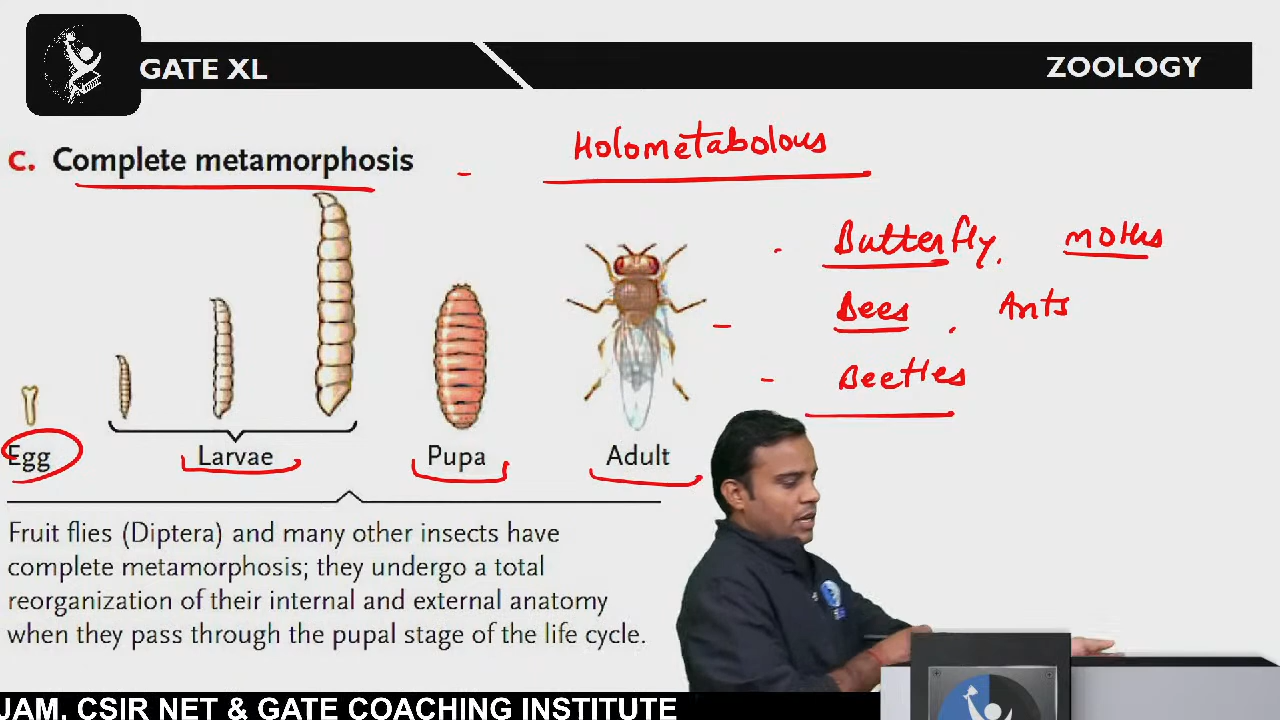 GATE XL
ZOOLOGY
C. Complete metamorphosis - Holometabolous
Butterfly, moths
Bees, Ants
Beetles
Egg Larvae Pupa Adult
Fruit flies (Diptera) and many other insects have
complete metamorphosis; they undergo a total
reorganization of their internal and external anatomy
when they pass through the pupal stage of the life cycle.
JAM, CSIR NET & GATE COACHING INSTITUTE